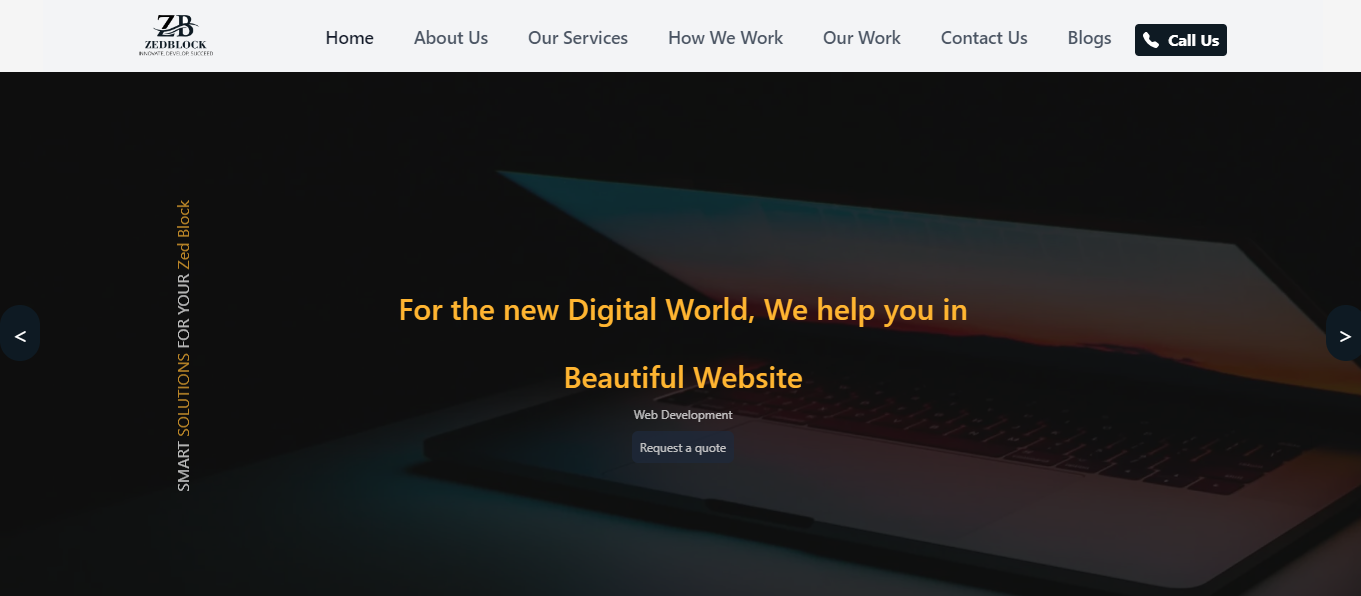 ZB
ZEDBLOCK
INNOVATE, DEVELOP, SUCCEED
Home
About Us
Our Services
How We Work
Our Work
Contact Us
Blogs
Call Us
SMART SOLUTIONS FOR YOUR Zed Block
<
>
For the new Digital World, We help you in
Beautiful Website
Web Development
Request a quote